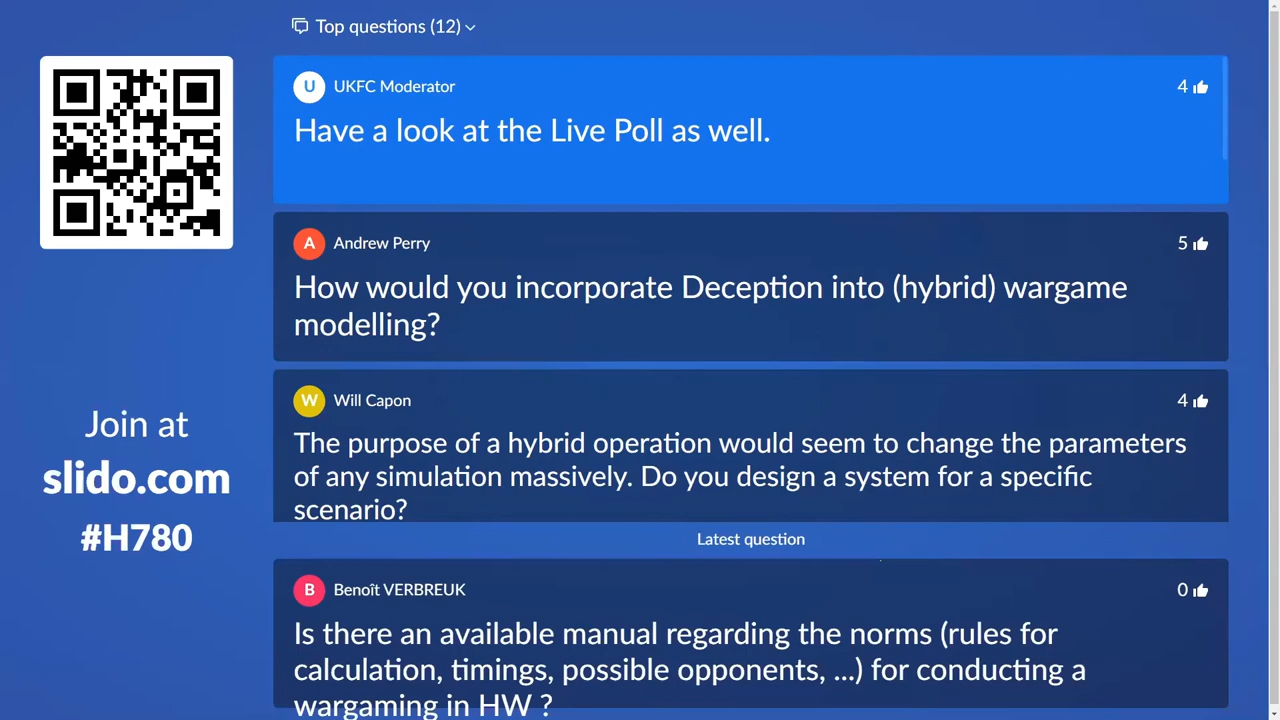 Top questions (12)
U UKFC Moderator 4
Have a look at the Live Poll as well.
A Andrew Perry 5
How would you incorporate Deception into (hybrid) wargame
modelling?
W Will Capon 4
The purpose of a hybrid operation would seem to change the parameters
of any simulation massively. Do you design a system for a specific
scenario?
Join at
slido.com
#H780
Latest question
B Benoît VERBREUK 0
Is there an available manual regarding the norms (rules for
calculation, timings, possible opponents, ...) for conducting a
wargaming in HW ?